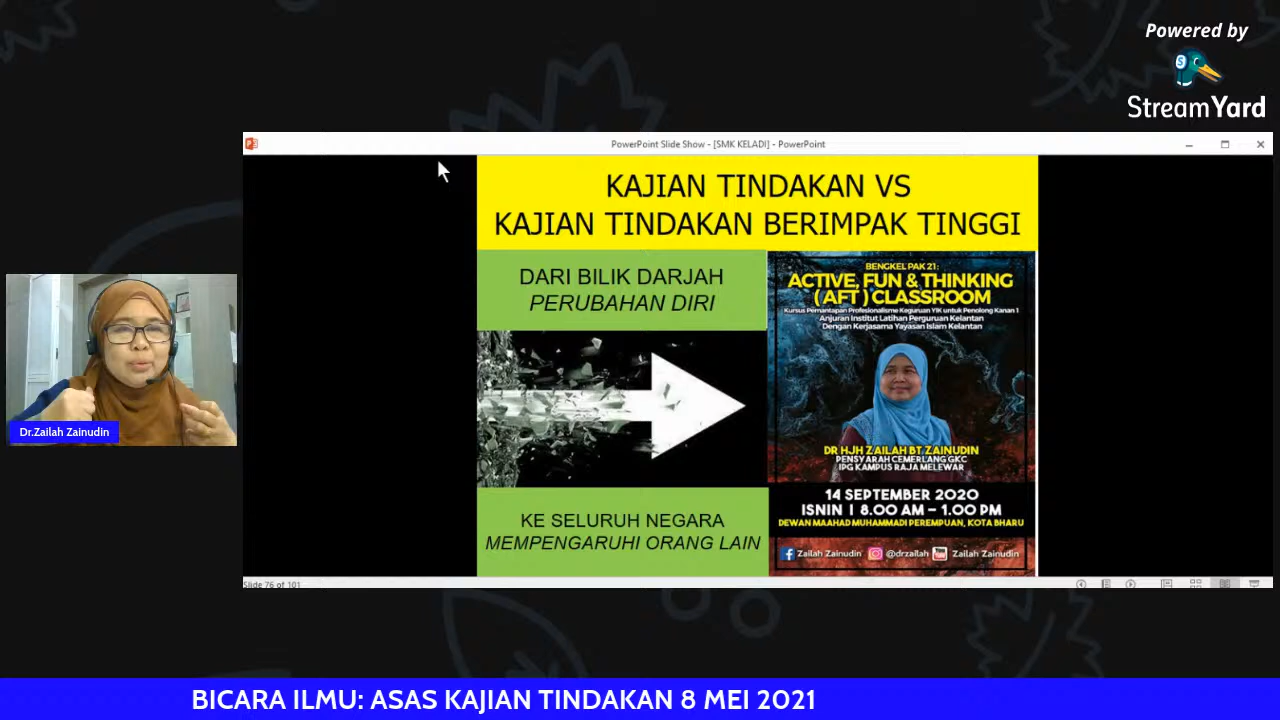 Powered by
StreamYard
PowerPoint Slide Show - [SMK KELADI] - PowerPoint
KAJIAN TINDAKAN VS
KAJIAN TINDAKAN BERIMPAK TINGGI
DARI BILIK DARJAH
PERUBAHAN DIRI
BENGKEL PAK 21:
ACTIVE, FUN & THINKING
( AFT ) CLASSROOM
Kursus Pemantapan Profesionalisme Keguruan YIK untuk Penolong Kanan 1
Anjuran Institut Latihan Perguruan Kelantan
Dengan Kerjasama Yayasan Islam Kelantan
DR HJH ZAILAH BT ZAINUDIN
PENSYARAH CEMERLANG GKC
IPG KAMPUS RAJA MELEWAR
14 SEPTEMBER 2020
ISNIN | 8.00 AM – 1.00 PM
DEWAN MAAHAD MUHAMMADI PEREMPUAN, KOTA BHARU
Zailah Zainudin @drzailah Zailah Zainudin
KE SELURUH NEGARA
MEMPENGARUHI ORANG LAIN
Dr.Zailah Zainudin
Slide 76 of 101
BICARA ILMU: ASAS KAJIAN TINDAKAN 8 MEI 2021